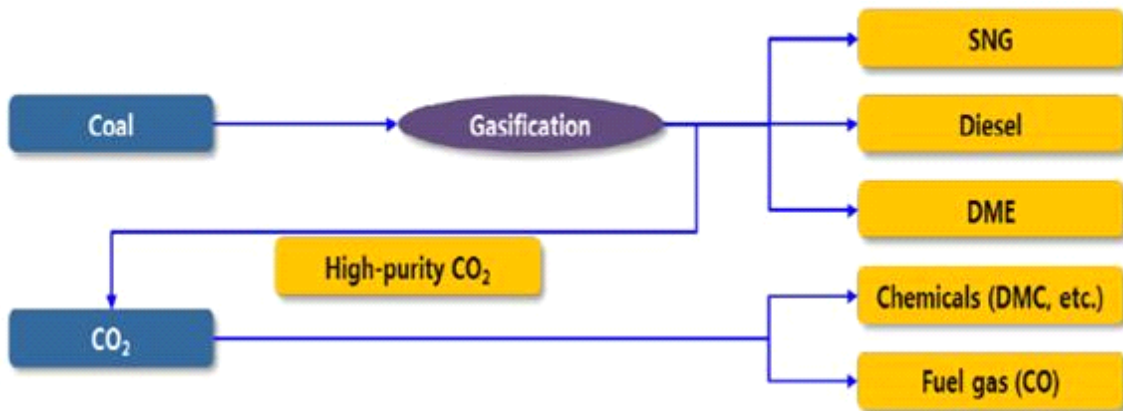 SNG
Coal
Gasification
Diesel
DME
High-purity CO₂
Chemicals (DMC, etc.)
CO₂
Fuel gas (CO)